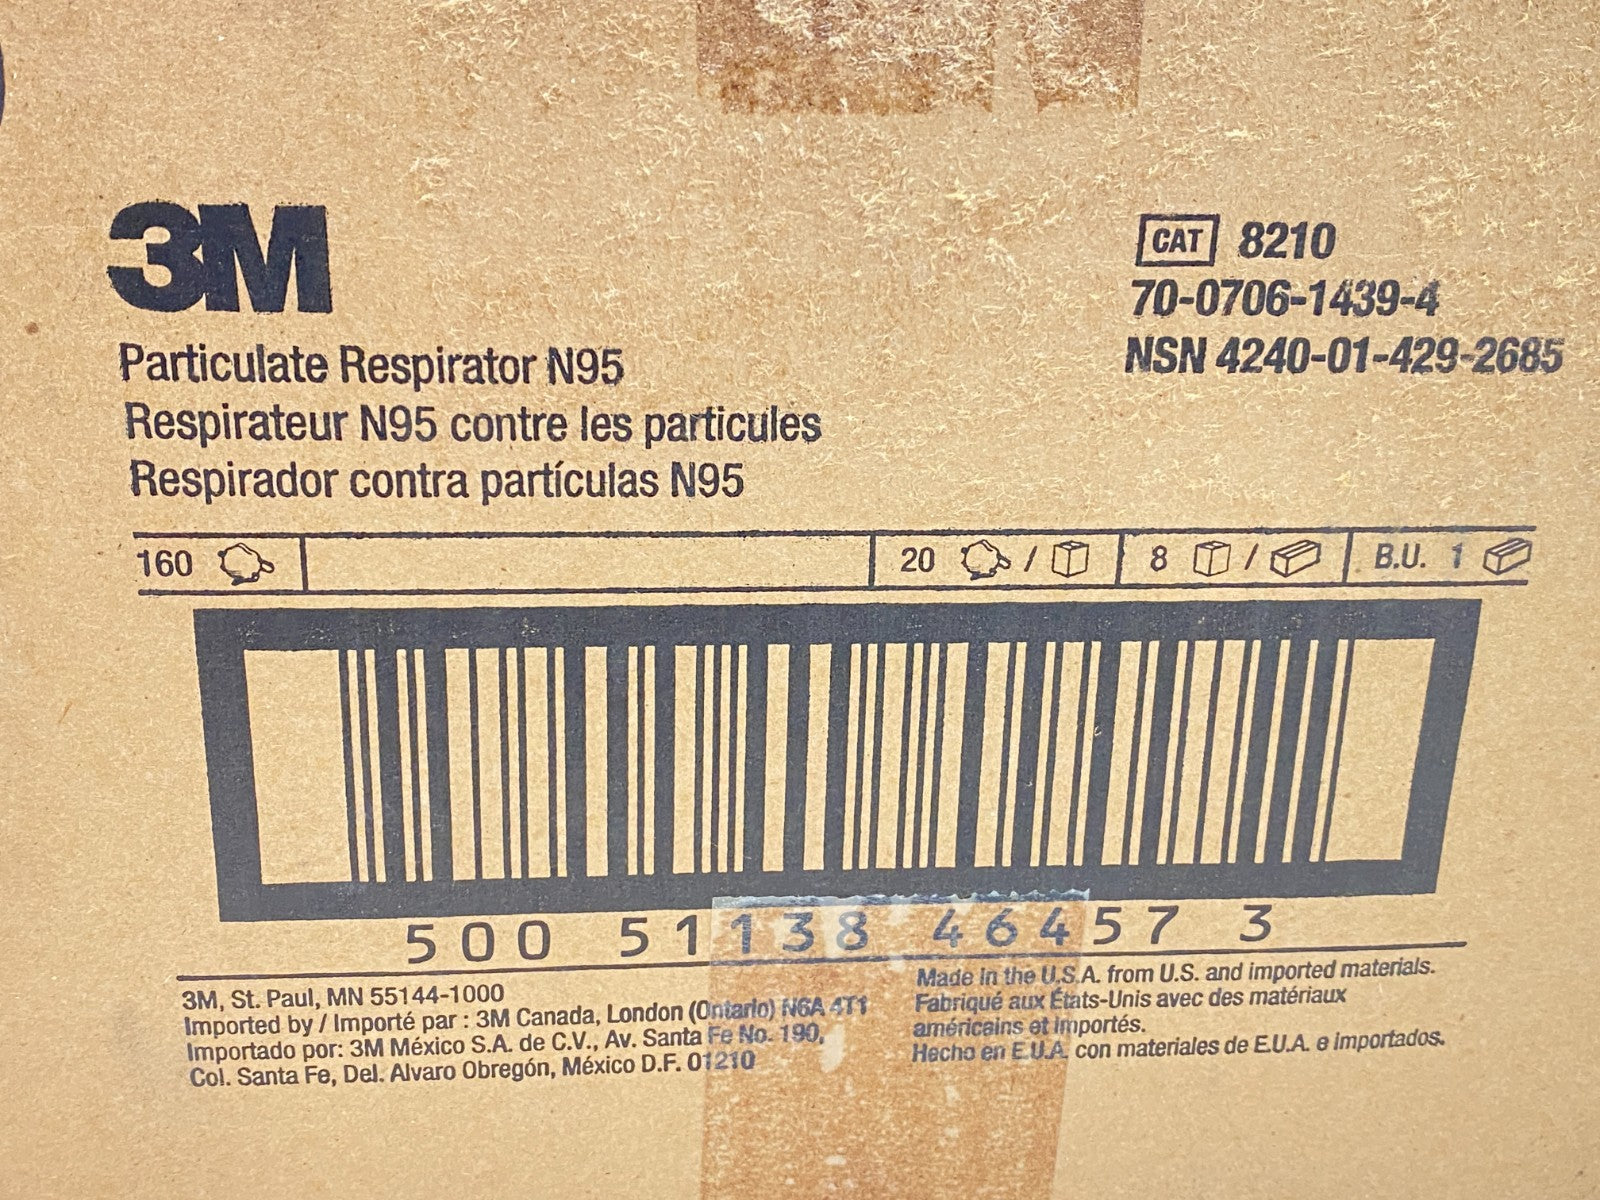 3M
Particulate Respirator N95
Respirateur N95 contre les particules
Respirador contra partículas N95
CAT 8210
70-0706-1439-4
NSN 4240-01-429-2685
160
20 /
8 /
B.U. 1
500 51138 46457 3
3M, St. Paul, MN 55144-1000
Imported by / Importé par : 3M Canada, London (Ontario) N6A 4T1
Importado por: 3M México S.A. de C.V., Av. Santa Fe No. 190,
Col. Santa Fe, Del. Alvaro Obregón, México D.F. 01210
Made in the U.S.A. from U.S. and imported materials.
Fabriqué aux États-Unis avec des matériaux
américains et importés.
Hecho en E.U.A. con materiales de E.U.A. e importados.